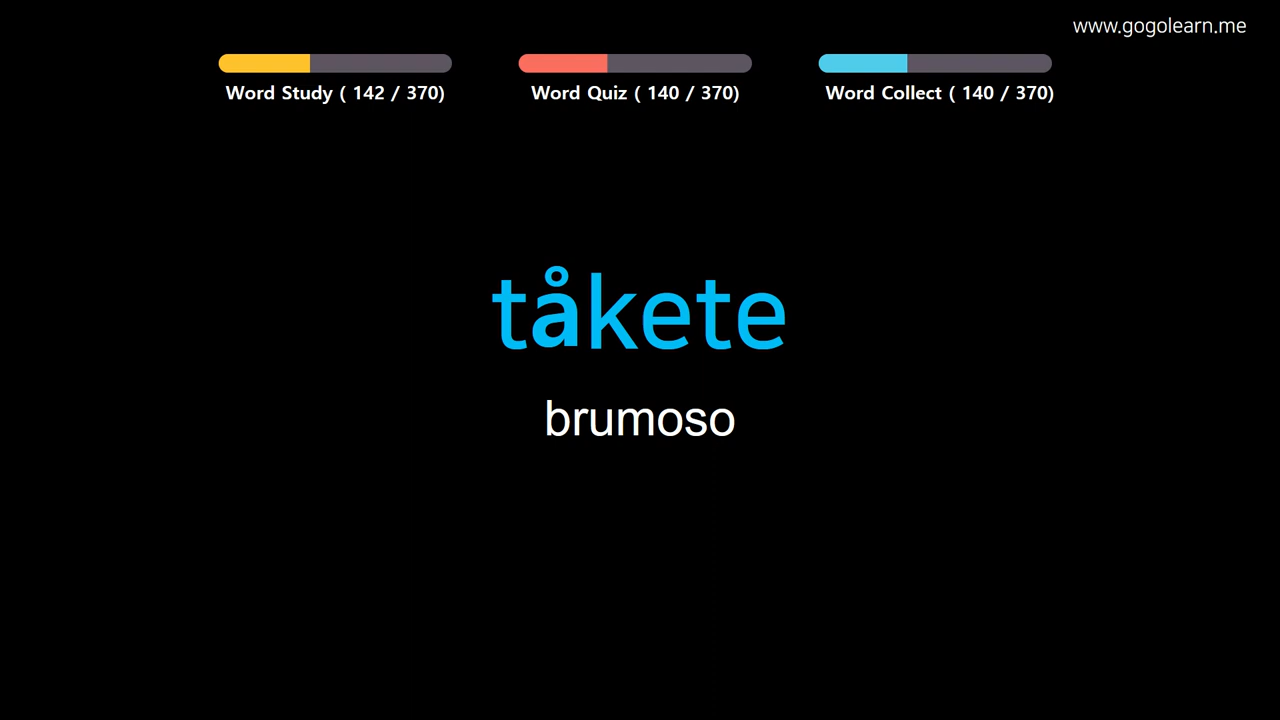 www.gogolearn.me
Word Study ( 142 / 370)
Word Quiz ( 140 / 370)
Word Collect ( 140 / 370)
tåkete
brumoso